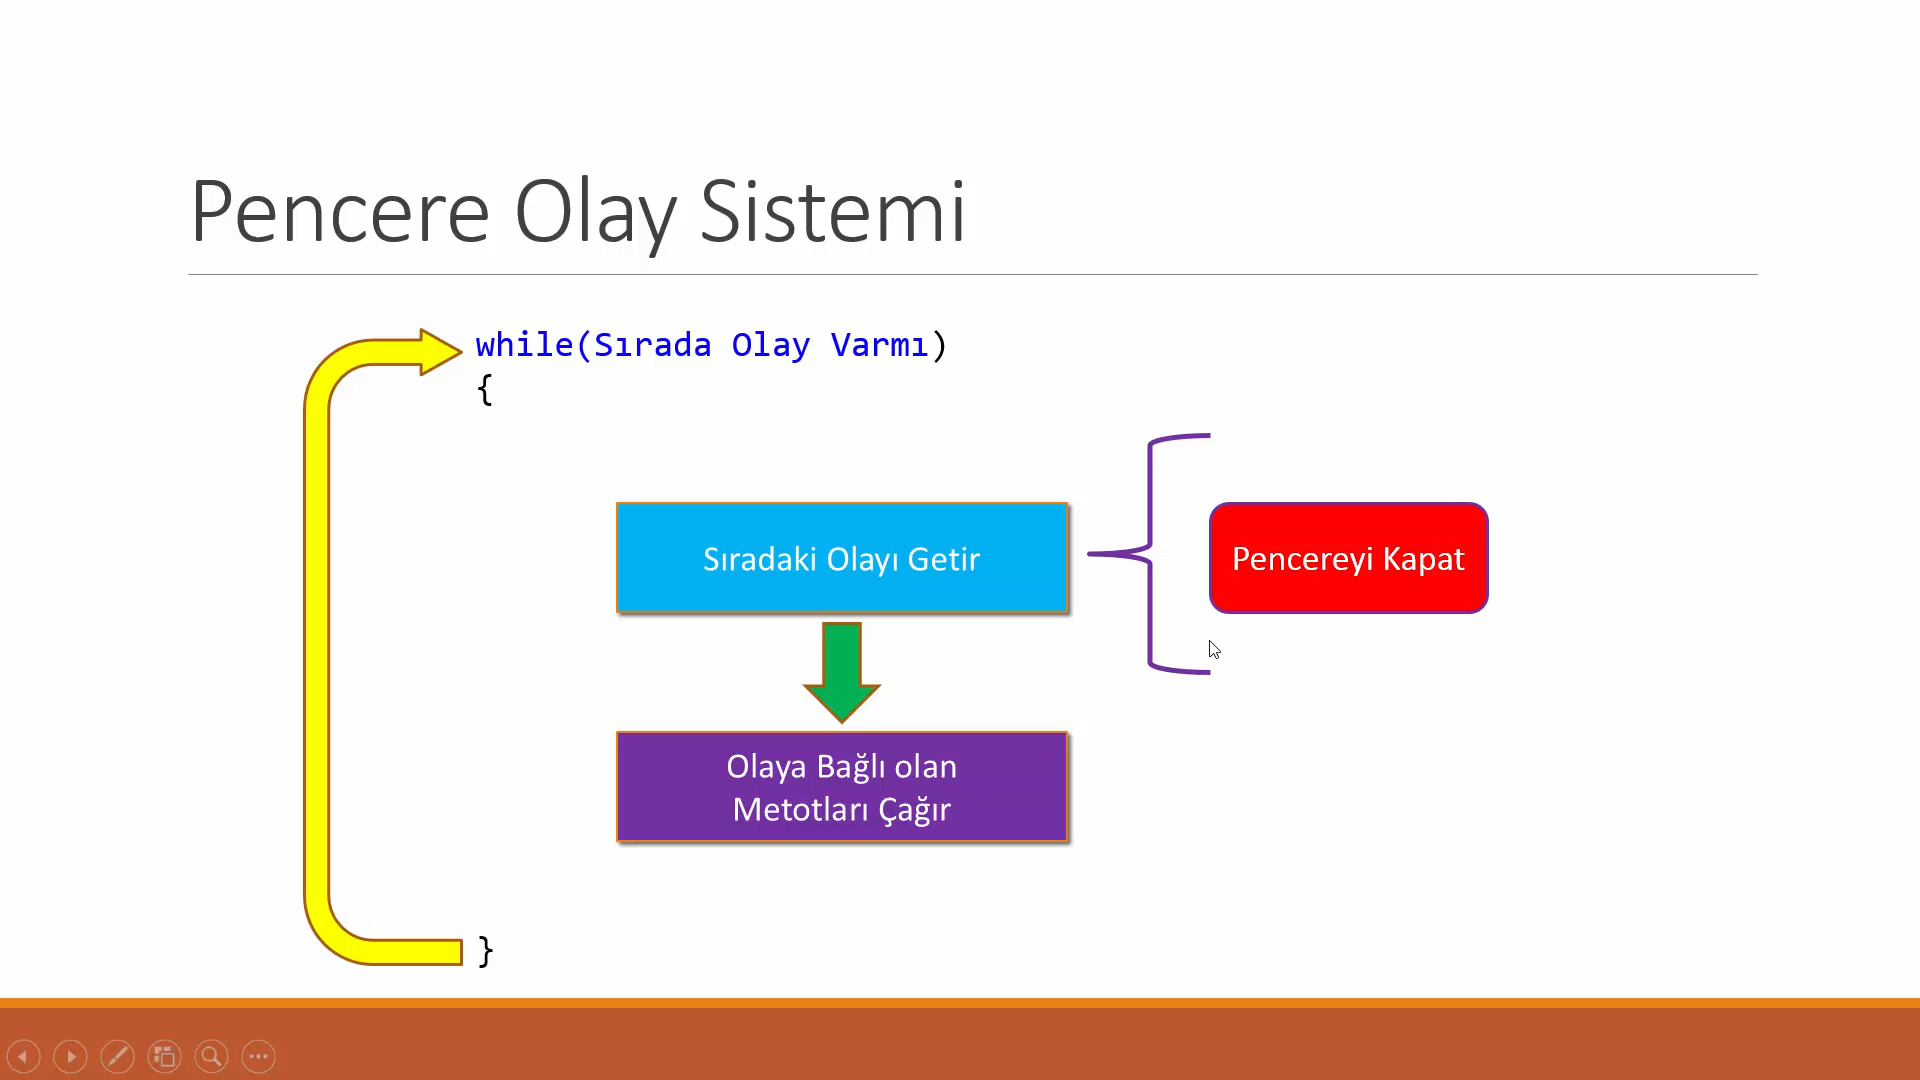 Pencere Olay Sistemi
while(Sırada Olay Varmı)
{
Sıradaki Olayı Getir
Pencereyi Kapat
Olaya Bağlı olan
Metotları Çağır
}